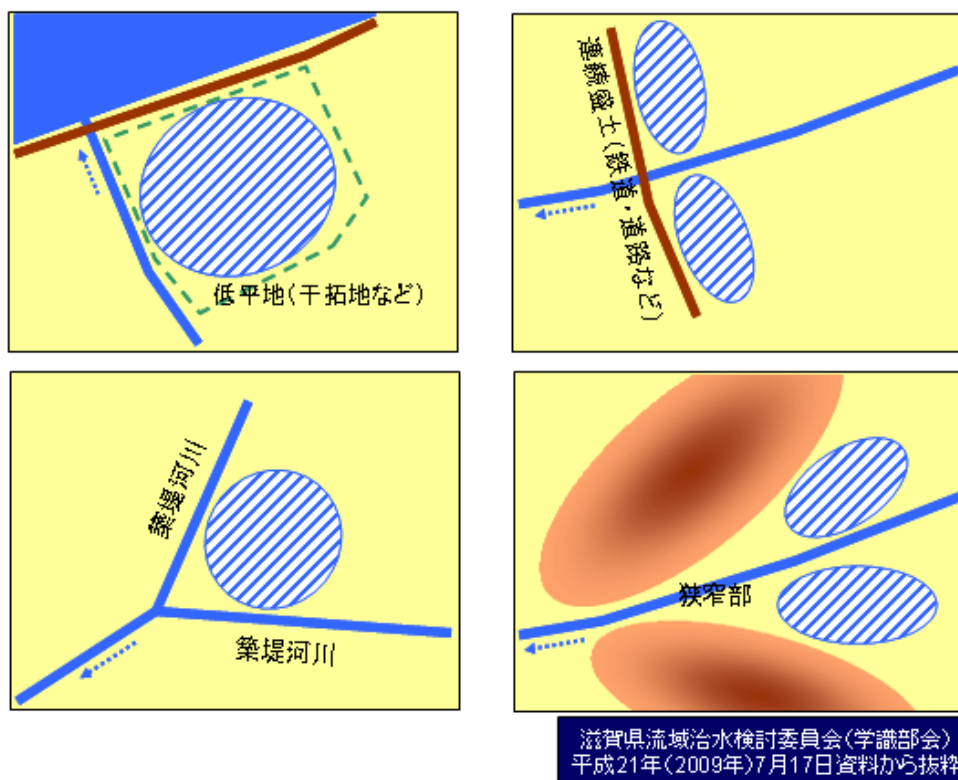 低平地(干拓地など)
連続盛土(鉄道・道路など)
築堤河川
築堤河川
狭窄部
滋賀県流域治水検討委員会(学識部会)
平成21年(2009年)7月17日資料から抜粋